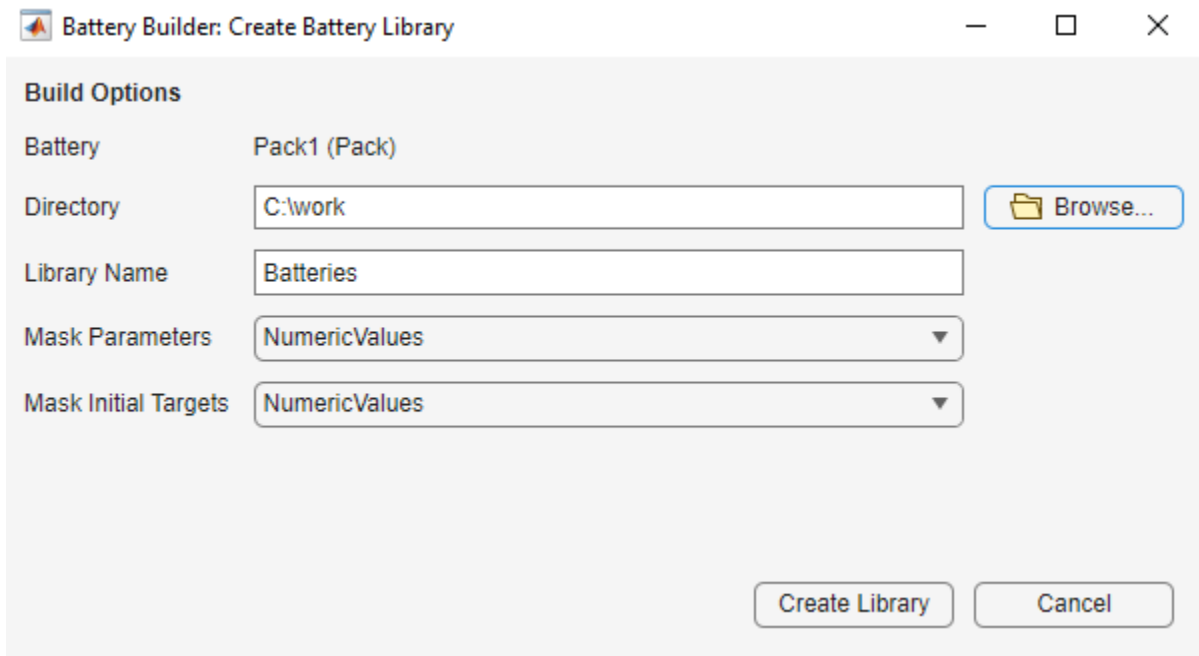 Battery Builder: Create Battery Library
Build Options
Battery Pack1 (Pack)
Directory C:\work Browse...
Library Name Batteries
Mask Parameters NumericValues
Mask Initial Targets NumericValues
Create Library Cancel